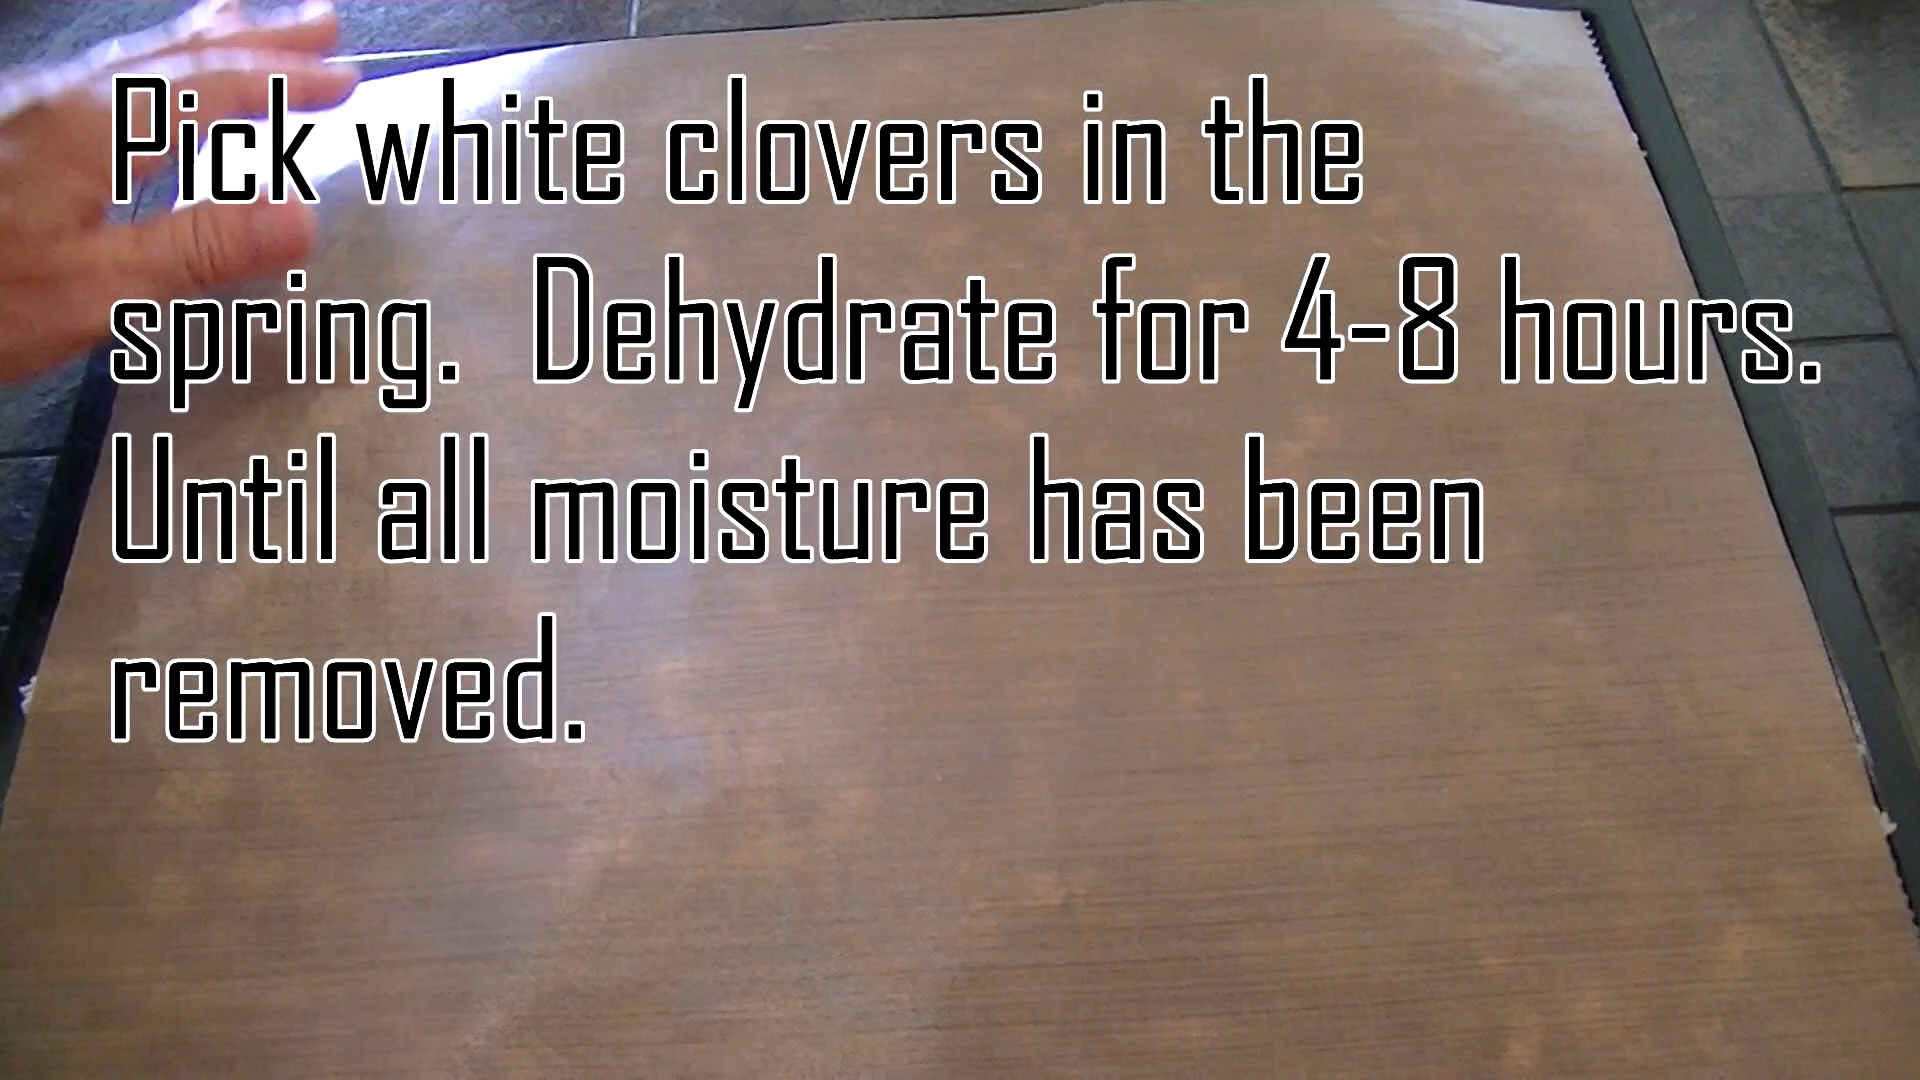 Pick white clovers in the
spring.  Dehydrate for 4-8 hours.
Until all moisture has been
removed.